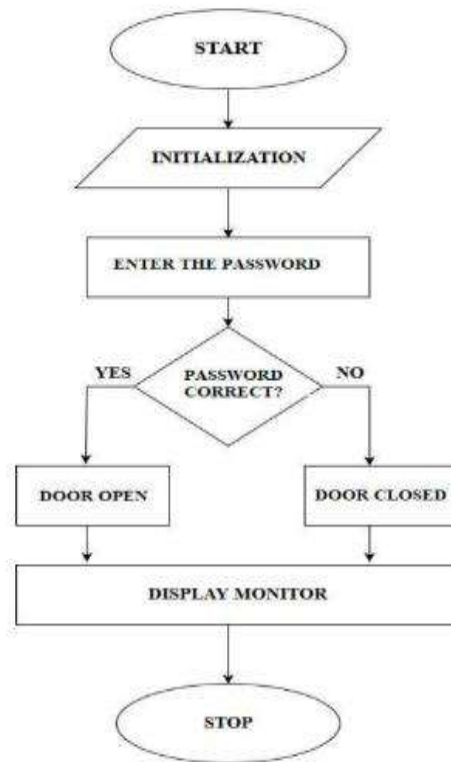 START
INITIALIZATION
ENTER THE PASSWORD
YES
PASSWORD
CORRECT?
NO
DOOR OPEN
DOOR CLOSED
DISPLAY MONITOR
STOP